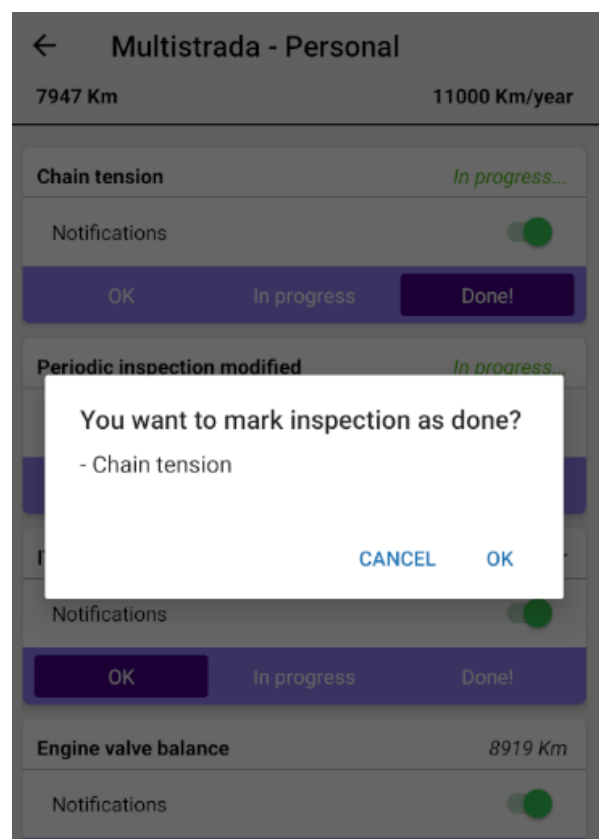 Multistrada - Personal
7947 Km 11000 Km/year
Chain tension In progress...
Notifications
OK In progress Done!
Periodic inspection modified In progress...
You want to mark inspection as done?
- Chain tension
CANCEL OK
Notifications
OK In progress Done!
Engine valve balance 8919 Km
Notifications